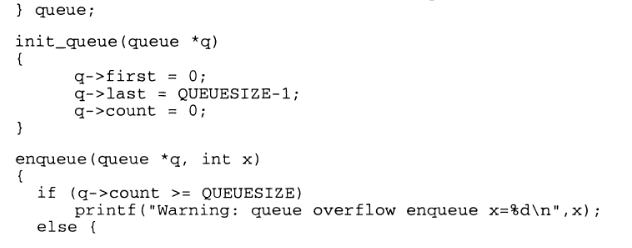 } queue;
init_queue(queue *q)
{
q->first = 0;
q->last = QUEUESIZE-1;
q->count = 0;
}
enqueue(queue *q, int x)
{
if (q->count >= QUEUESIZE)
printf("Warning: queue overflow enqueue x=%d\n",x);
else {